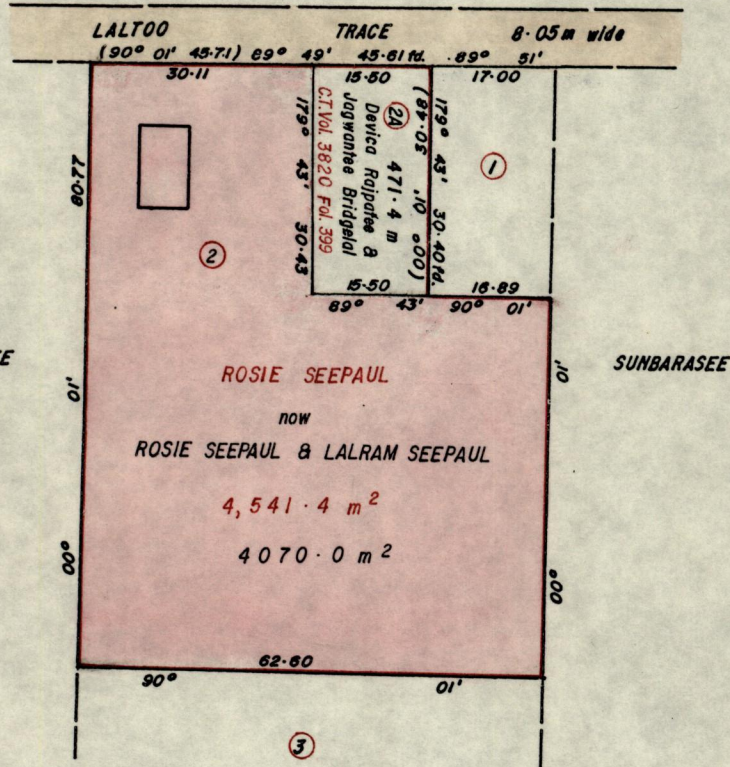 LALTOO TRACE 8·05m wide
(90° 01' 45·71) 89° 49' 45·61 fd. 89° 51'
30·11 15·50 17·00
80·77
01'
00°
179° 43' 30·43
C.T.Vol. 3820 Fol. 399
Jagwantee Bridgelal
Devica Rajpatee &
471·4 m
2A
(00° 01' 30·48)
179° 43' 30·40 fd.
1
2
15·50 16·89
89° 43' 90° 01'
ROSIE SEEPAUL
now
ROSIE SEEPAUL & LALRAM SEEPAUL
4,541·4 m²
4070·0 m²
01'
00°
SUNBARASEE
E
62·60
90° 01'
3